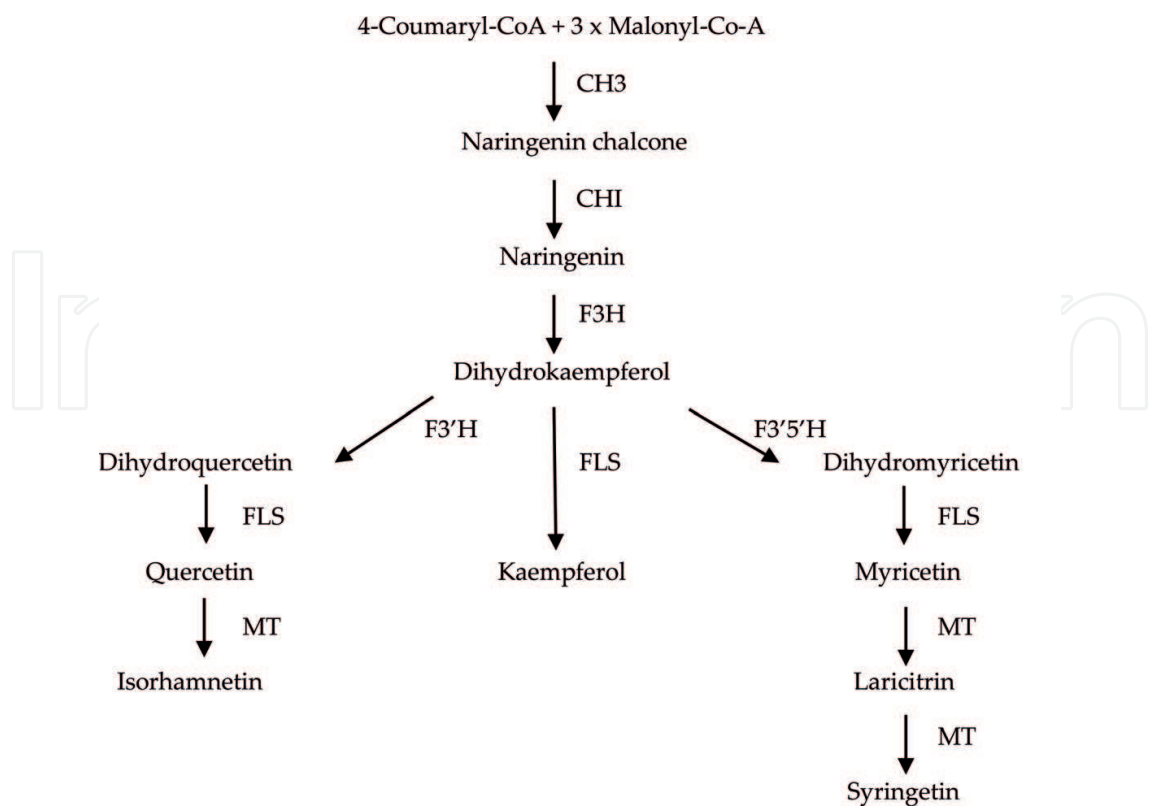 4-Coumaryl-CoA + 3 x Malonyl-Co-A
CH3
Naringenin chalcone
CHI
Naringenin
F3H
Dihydrokaempferol
F3'H
FLS
F3'5'H
Dihydroquercetin
Dihydromyricetin
FLS
FLS
Quercetin
Kaempferol
Myricetin
MT
MT
Isorhamnetin
Laricitrin
MT
Syringetin